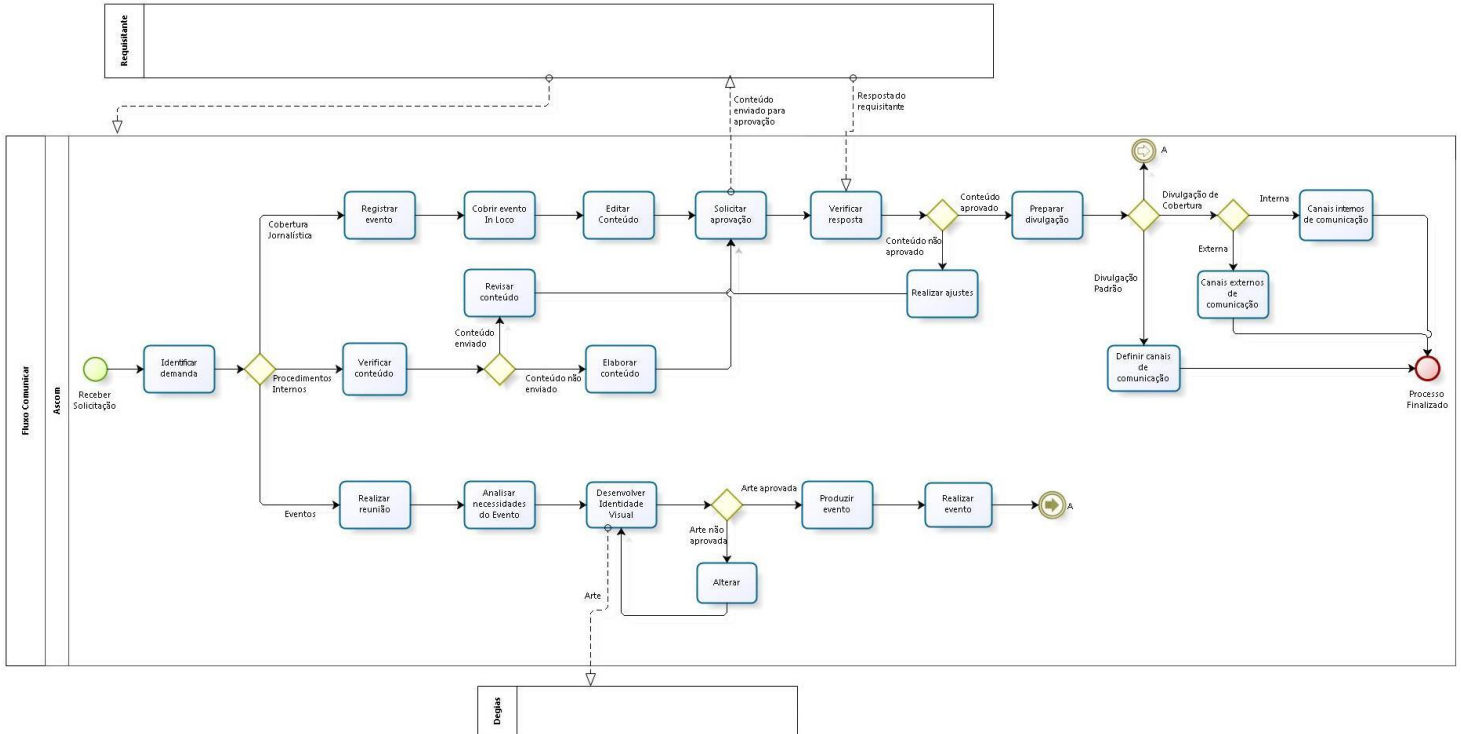 Requisitante
Conteúdo
enviado para
aprovação
Resposta do
requisitante
Fluxo Comunicar
Ascom
Receber
Solicitação
Identificar
demanda
Cobertura
Jornalística
Registrar
evento
Cobrir evento
In Loco
Editar
Conteúdo
Solicitar
aprovação
Verificar
resposta
Conteúdo
aprovado
Conteúdo não
aprovado
Realizar ajustes
Preparar
divulgação
A
Divulgação de
Cobertura
Interna
Canais internos
de comunicação
Externa
Canais externos
de
comunicação
Divulgação
Padrão
Definir canais
de
comunicação
Processo
Finalizado
Procedimentos
Internos
Verificar
conteúdo
Conteúdo
enviado
Revisar
conteúdo
Conteúdo não
enviado
Elaborar
conteúdo
Eventos
Realizar
reunião
Analisar
necessidades
do Evento
Desenvolver
Identidade
Visual
Arte aprovada
Arte não
aprovada
Alterar
Produzir
evento
Realizar
evento
A
Arte
Degias